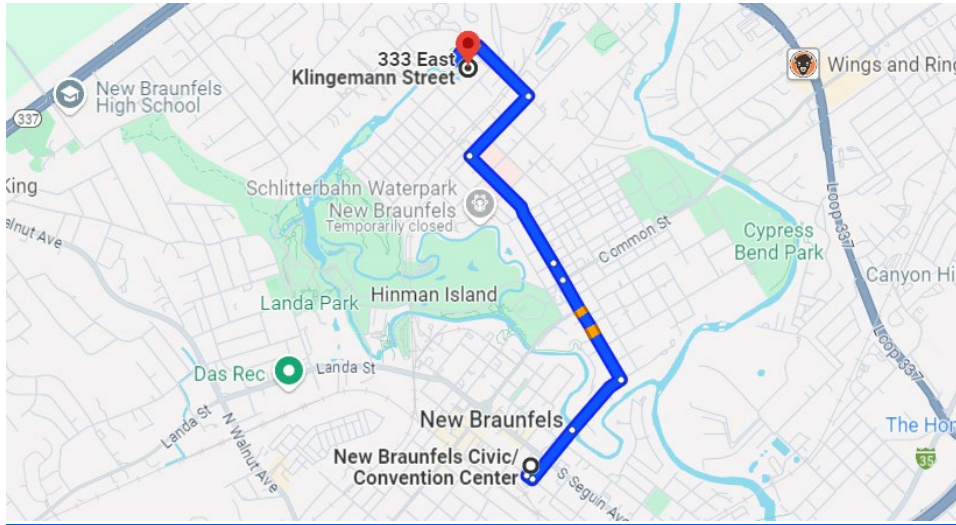 333 East
Klingemann Street
Wings and Ring
New Braunfels
High School
337
King
Schlitterbahn Waterpark
New Braunfels
Temporarily closed
alnut Ave
Common St
Cypress
Bend Park
Loop 337
Canyon Hi
Landa Park
Hinman Island
Das Rec
Landa St
Loop 337
Landa St
N Walnut Ave
New Braunfels
The Hom
New Braunfels Civic/
Convention Center
S Seguin Ave
35